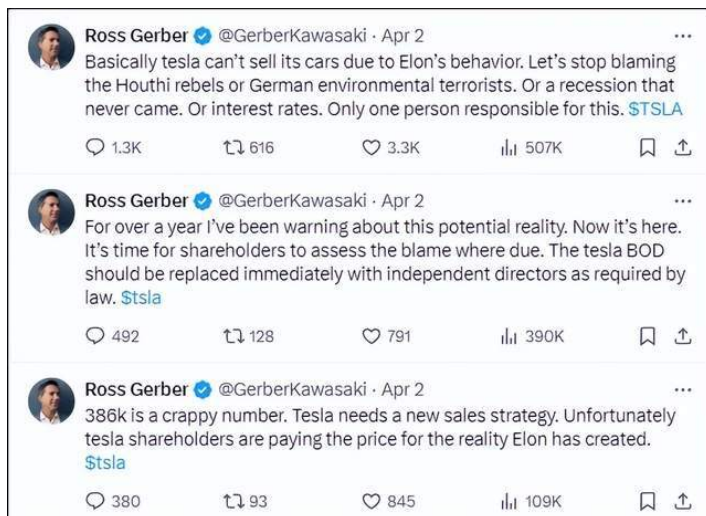 Ross Gerber @GerberKawasaki · Apr 2
Basically tesla can't sell its cars due to Elon's behavior. Let's stop blaming
the Houthi rebels or German environmental terrorists. Or a recession that
never came. Or interest rates. Only one person responsible for this. $TSLA
1.3K 616 3.3K 507K
Ross Gerber @GerberKawasaki · Apr 2
For over a year I've been warning about this potential reality. Now it's here.
It's time for shareholders to assess the blame where due. The tesla BOD
should be replaced immediately with independent directors as required by
law. $tsla
492 128 791 390K
Ross Gerber @GerberKawasaki · Apr 2
386k is a crappy number. Tesla needs a new sales strategy. Unfortunately
tesla shareholders are paying the price for the reality Elon has created.
$tsla
380 93 845 109K